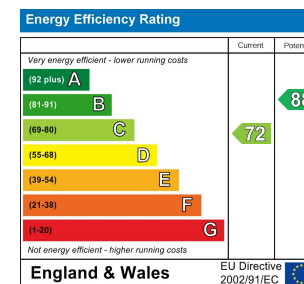 Energy Efficiency Rating
Current
Very energy efficient - lower running costs
(92 plus) A
(81-91) B
(69-80) C
72
(55-68) D
(39-54) E
(21-38) F
(1-20) G
Not energy efficient - higher running costs
England & Wales
EU Directive
2002/91/EC